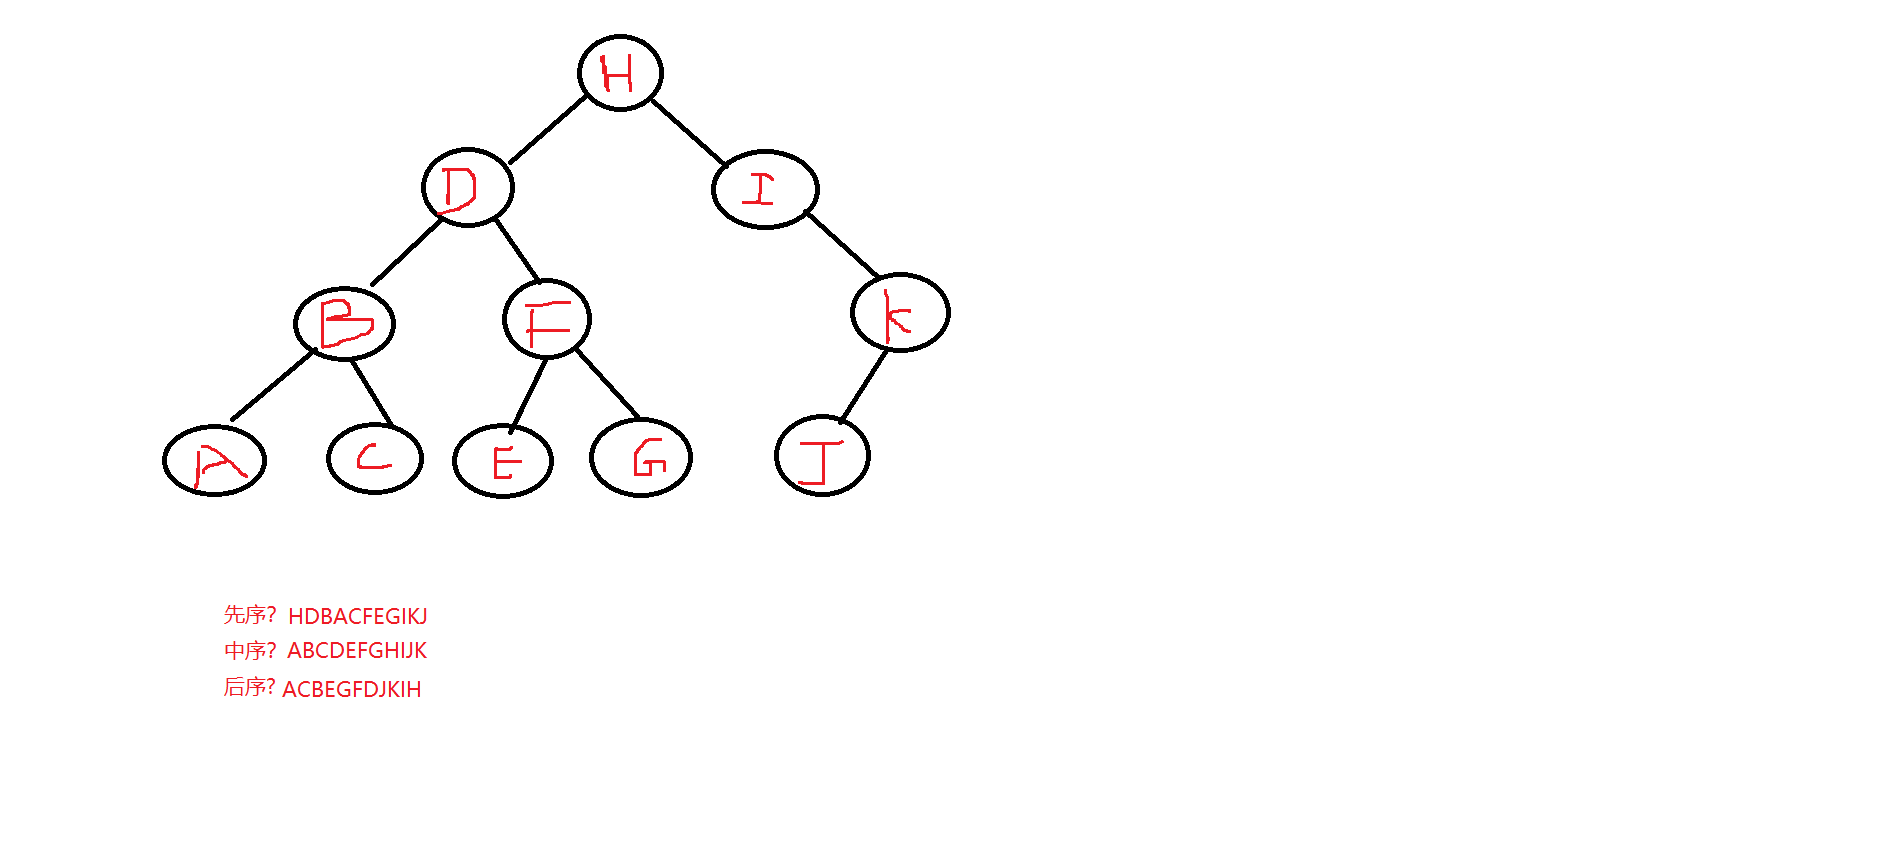 H
D I
B F k
A C E G J
先序? HDBACFEGIKJ
中序? ABCDEFGHIJK
后序? ACBEGFDJKIH